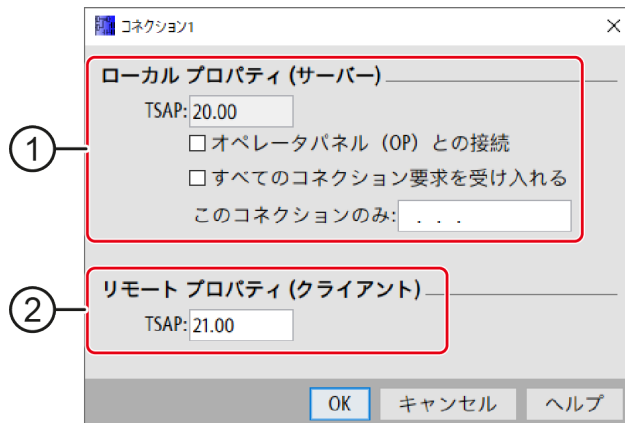 コネクション1
ローカル プロパティ (サーバー)
① TSAP: 20.00
オペレータパネル（OP）との接続
すべてのコネクション要求を受け入れる
このコネクションのみ: . . .
リモート プロパティ (クライアント)
② TSAP: 21.00
OK キャンセル ヘルプ